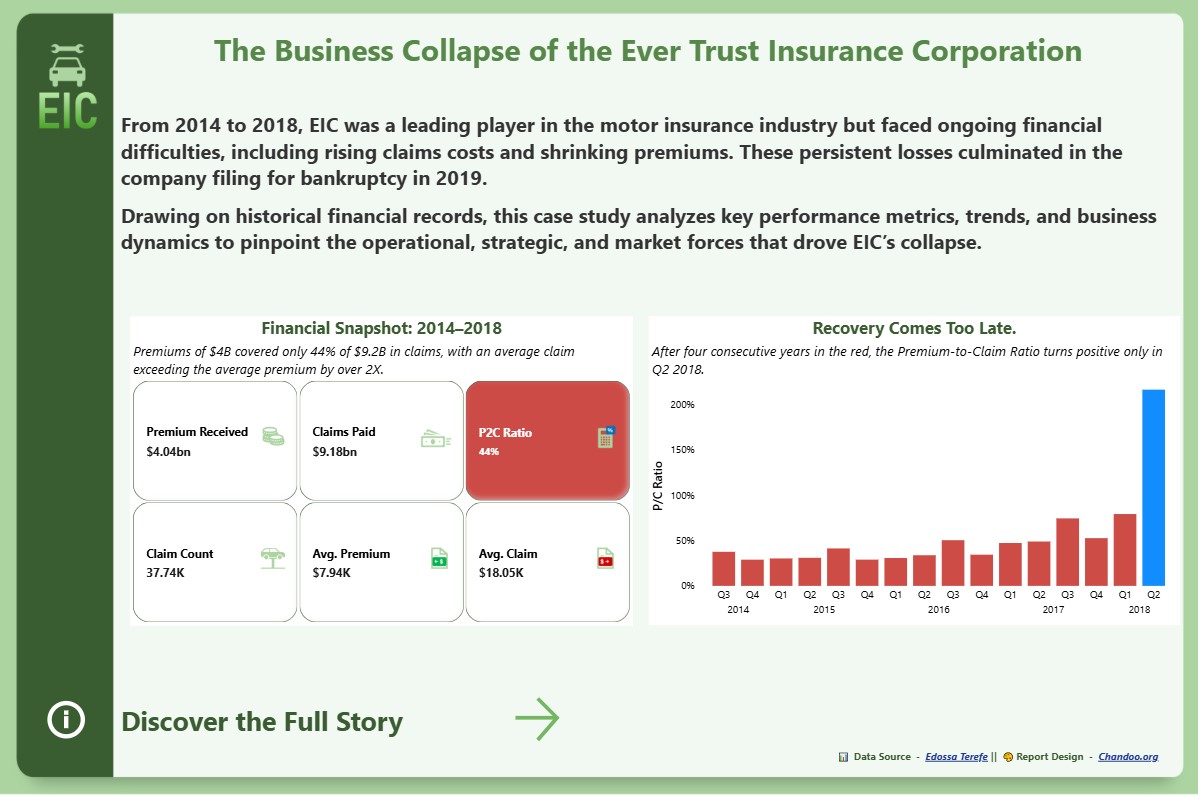 EIC
The Business Collapse of the Ever Trust Insurance Corporation
From 2014 to 2018, EIC was a leading player in the motor insurance industry but faced ongoing financial
difficulties, including rising claims costs and shrinking premiums. These persistent losses culminated in the
company filing for bankruptcy in 2019.
Drawing on historical financial records, this case study analyzes key performance metrics, trends, and business
dynamics to pinpoint the operational, strategic, and market forces that drove EIC’s collapse.
Financial Snapshot: 2014–2018
Premiums of $4B covered only 44% of $9.2B in claims, with an average claim
exceeding the average premium by over 2X.
Premium Received
$4.04bn
Claims Paid
$9.18bn
P2C Ratio
44%
Claim Count
37.74K
Avg. Premium
$7.94K
Avg. Claim
$18.05K
Recovery Comes Too Late.
After four consecutive years in the red, the Premium-to-Claim Ratio turns positive only in
Q2 2018.
P/C Ratio
200%
150%
100%
50%
0%
Q3 Q4 Q1 Q2 Q3 Q4 Q1 Q2 Q3 Q4 Q1 Q2 Q3 Q4 Q1 Q2
2014 2015 2016 2017 2018
Discover the Full Story
Data Source - Edossa Terefe || Report Design - Chandoo.org